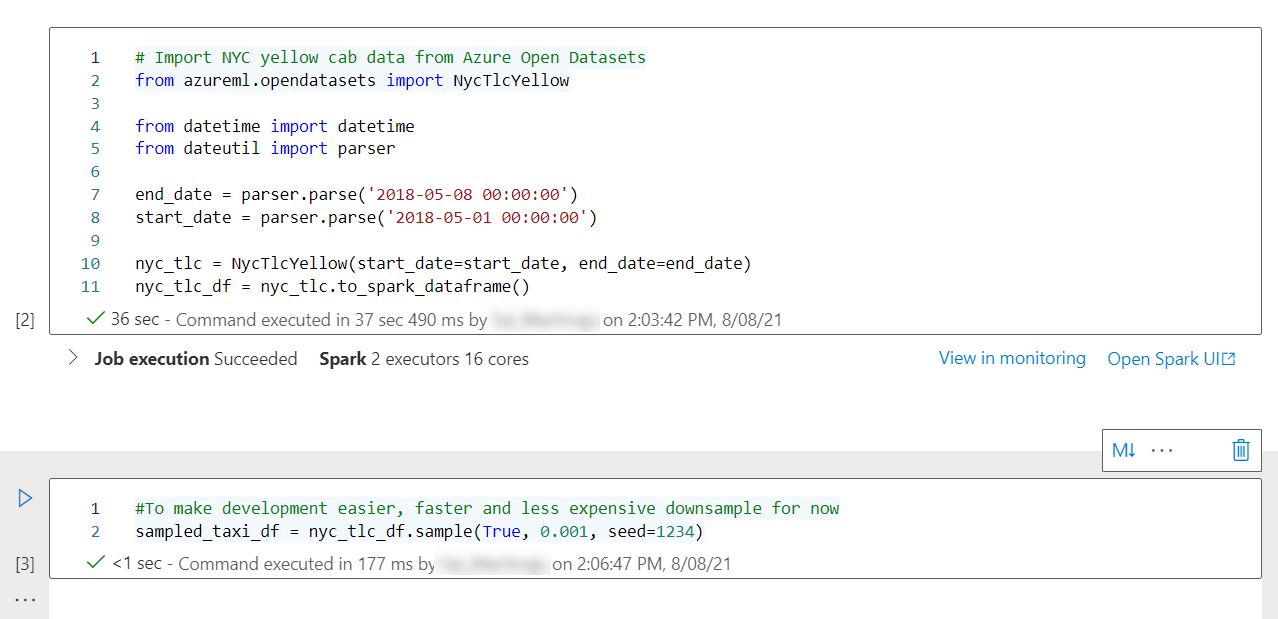 1 # Import NYC yellow cab data from Azure Open Datasets
2 from azureml.opendatasets import NycTlcYellow
3
4 from datetime import datetime
5 from dateutil import parser
6
7 end_date = parser.parse('2018-05-08 00:00:00')
8 start_date = parser.parse('2018-05-01 00:00:00')
9
10 nyc_tlc = NycTlcYellow(start_date=start_date, end_date=end_date)
11 nyc_tlc_df = nyc_tlc.to_spark_dataframe()
[2] 36 sec - Command executed in 37 sec 490 ms by on 2:03:42 PM, 8/08/21
Job execution Succeeded Spark 2 executors 16 cores View in monitoring Open Spark UI
M↓ ...
1 #To make development easier, faster and less expensive downsample for now
2 sampled_taxi_df = nyc_tlc_df.sample(True, 0.001, seed=1234)
[3] <1 sec - Command executed in 177 ms by on 2:06:47 PM, 8/08/21
...